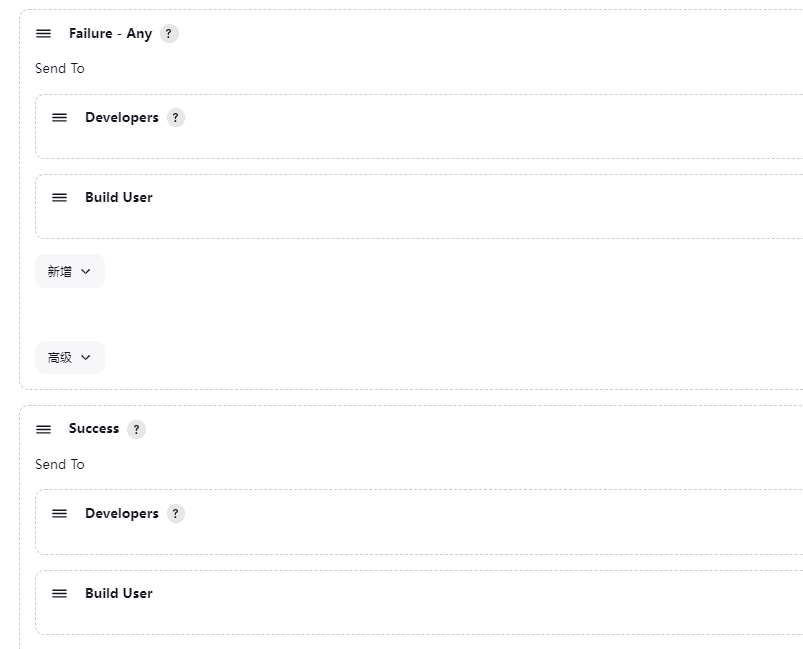 Failure - Any ?
Send To
Developers ?
Build User
新增
高级
Success ?
Send To
Developers ?
Build User